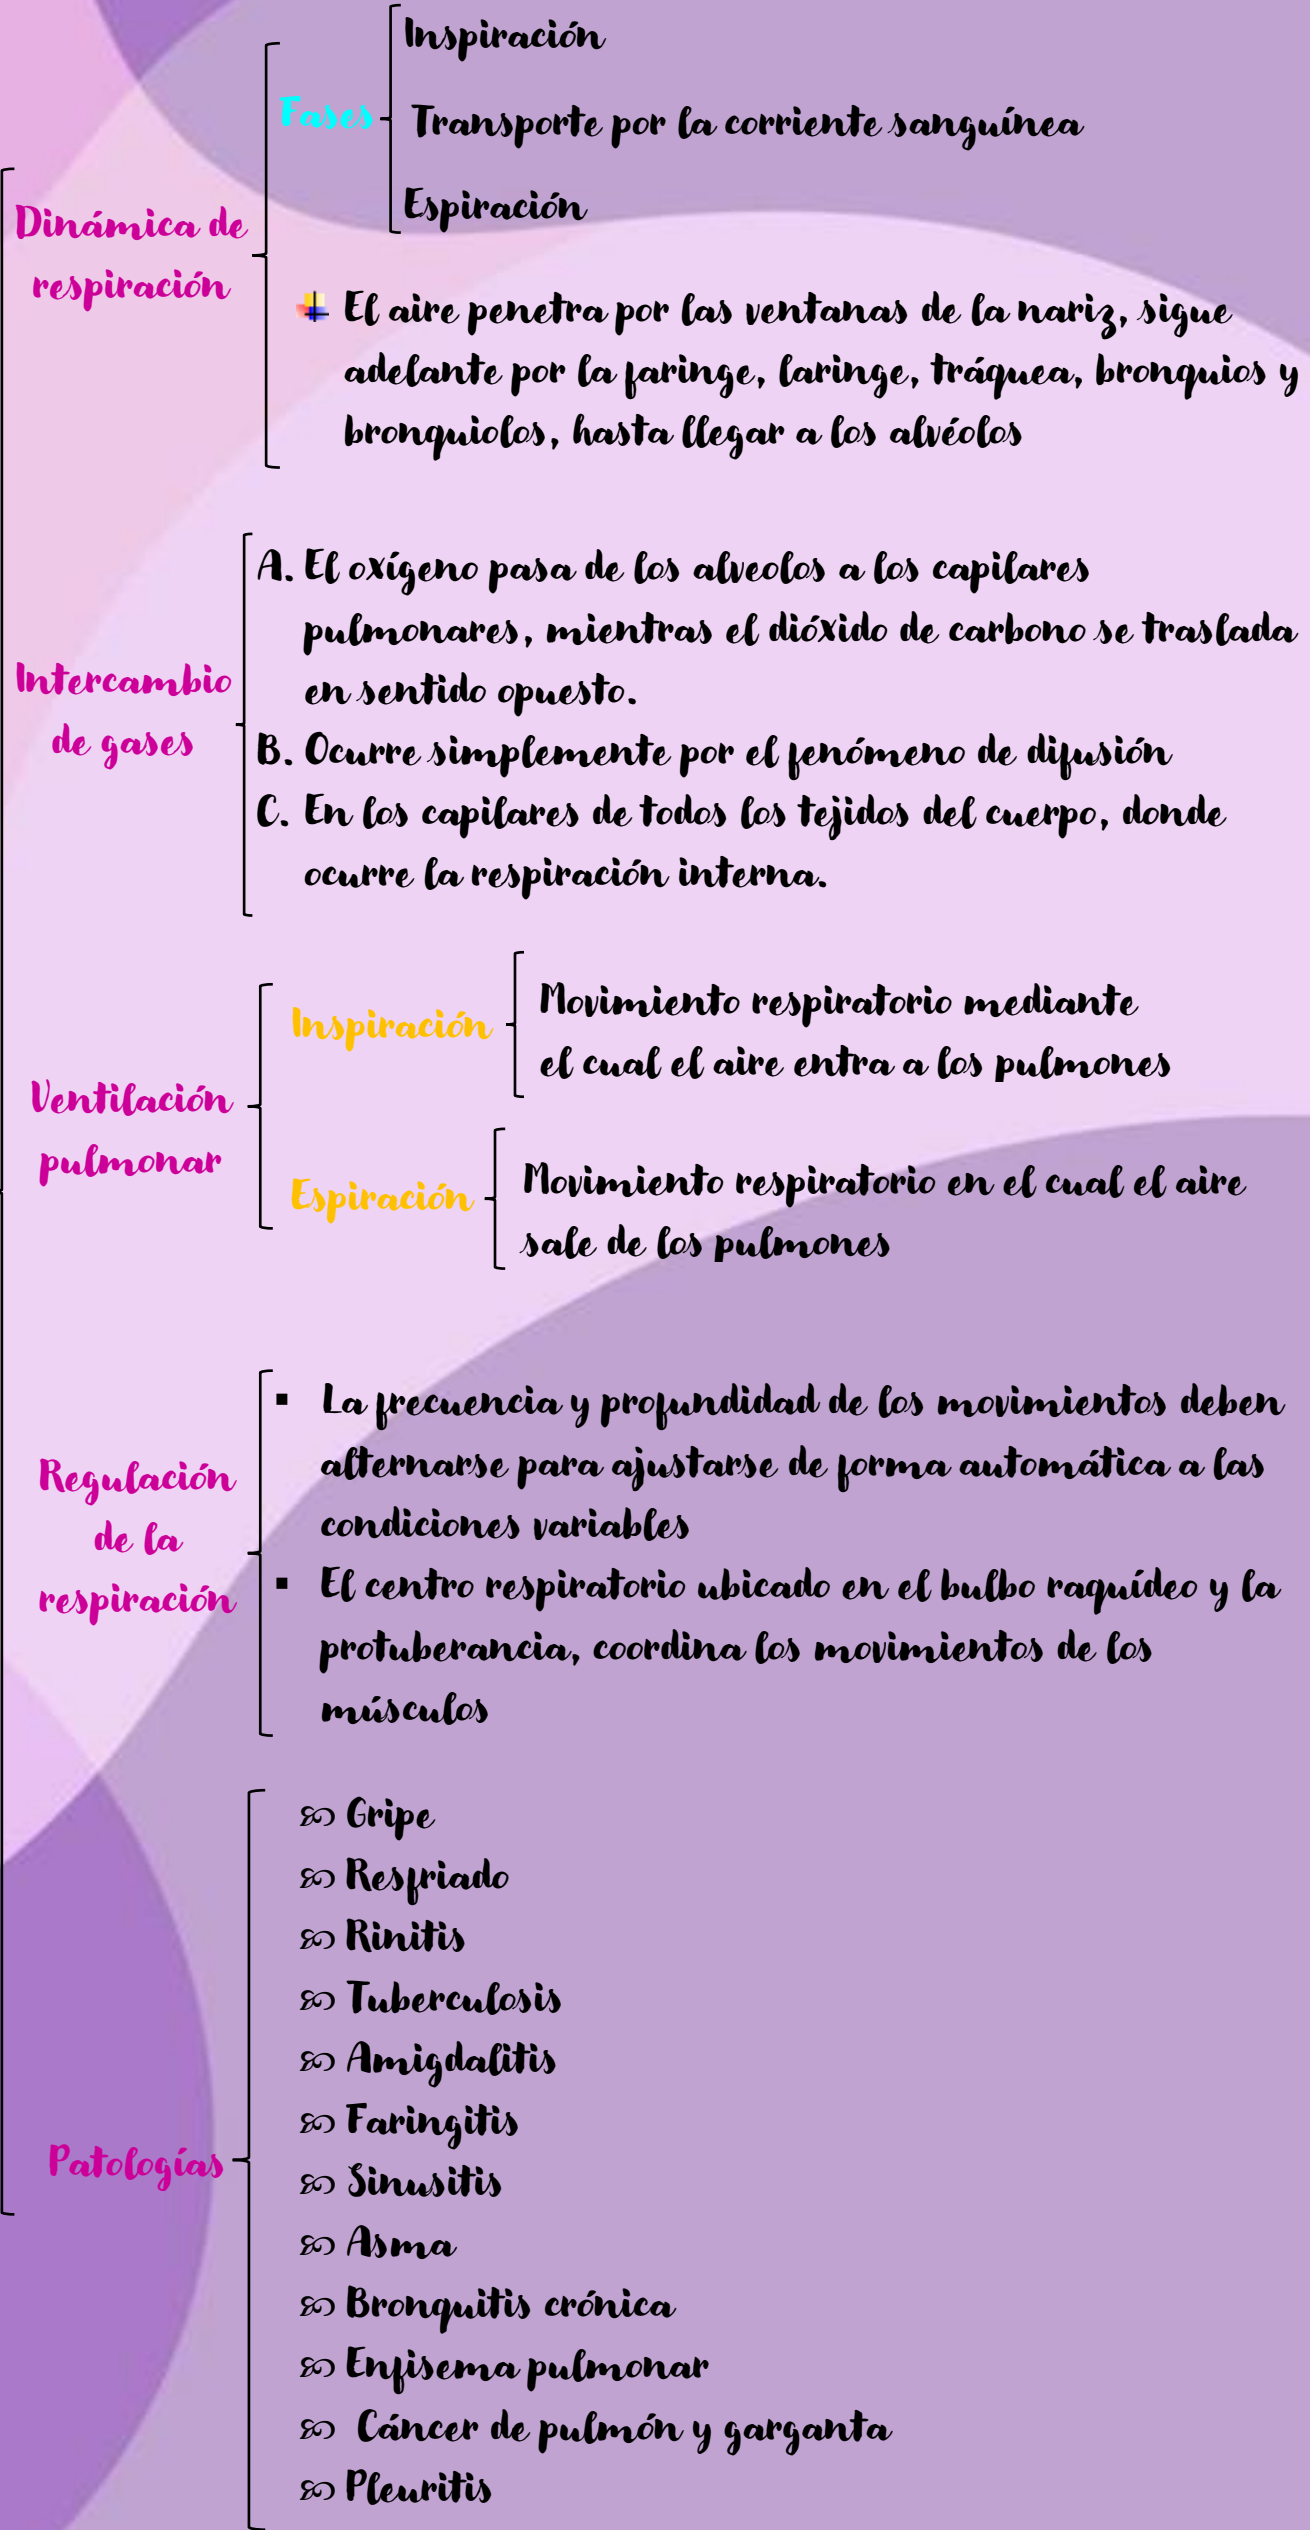 Inspiración
Fases
Transporte por la corriente sanguínea
Espiración
Dinámica de
respiración
El aire penetra por las ventanas de la nariz, sigue
adelante por la faringe, laringe, tráquea, bronquios y
bronquiolos, hasta llegar a los alvéolos
Intercambio
de gases
A. El oxígeno pasa de los alveolos a los capilares
pulmonares, mientras el dióxido de carbono se traslada
en sentido opuesto.
B. Ocurre simplemente por el fenómeno de difusión
C. En los capilares de todos los tejidos del cuerpo, donde
ocurre la respiración interna.
Ventilación
pulmonar
Inspiración
Movimiento respiratorio mediante
el cual el aire entra a los pulmones
Espiración
Movimiento respiratorio en el cual el aire
sale de los pulmones
Regulación
de la
respiración
▪ La frecuencia y profundidad de los movimientos deben
alternarse para ajustarse de forma automática a las
condiciones variables
▪ El centro respiratorio ubicado en el bulbo raquídeo y la
protuberancia, coordina los movimientos de los
músculos
Patologías
Gripe
Resfriado
Rinitis
Tuberculosis
Amigdalitis
Faringitis
Sinusitis
Asma
Bronquitis crónica
Enfisema pulmonar
Cáncer de pulmón y garganta
Pleuritis